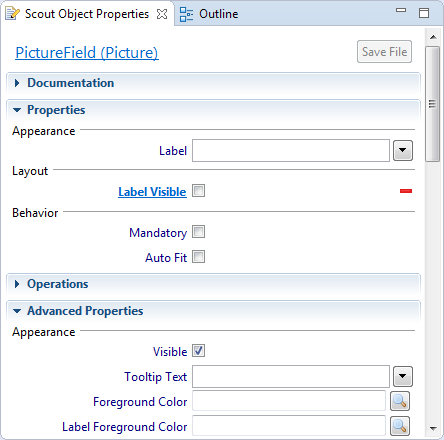 Scout Object Properties Outline
PictureField (Picture) Save File
Documentation
Properties
Appearance
Label
Layout
Label Visible
Behavior
Mandatory
Auto Fit
Operations
Advanced Properties
Appearance
Visible
Tooltip Text
Foreground Color
Label Foreground Color